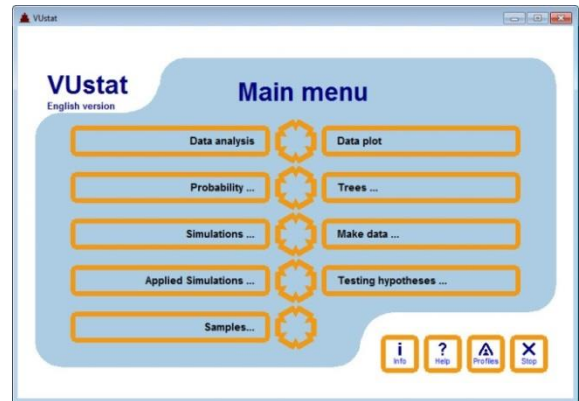 VUstat
VUstat
English version
Main menu
Data analysis
Data plot
Probability ...
Trees ...
Simulations ...
Make data ...
Applied Simulations ...
Testing hypotheses ...
Samples...
i
Info
?
Help
Profiles
X
Stop